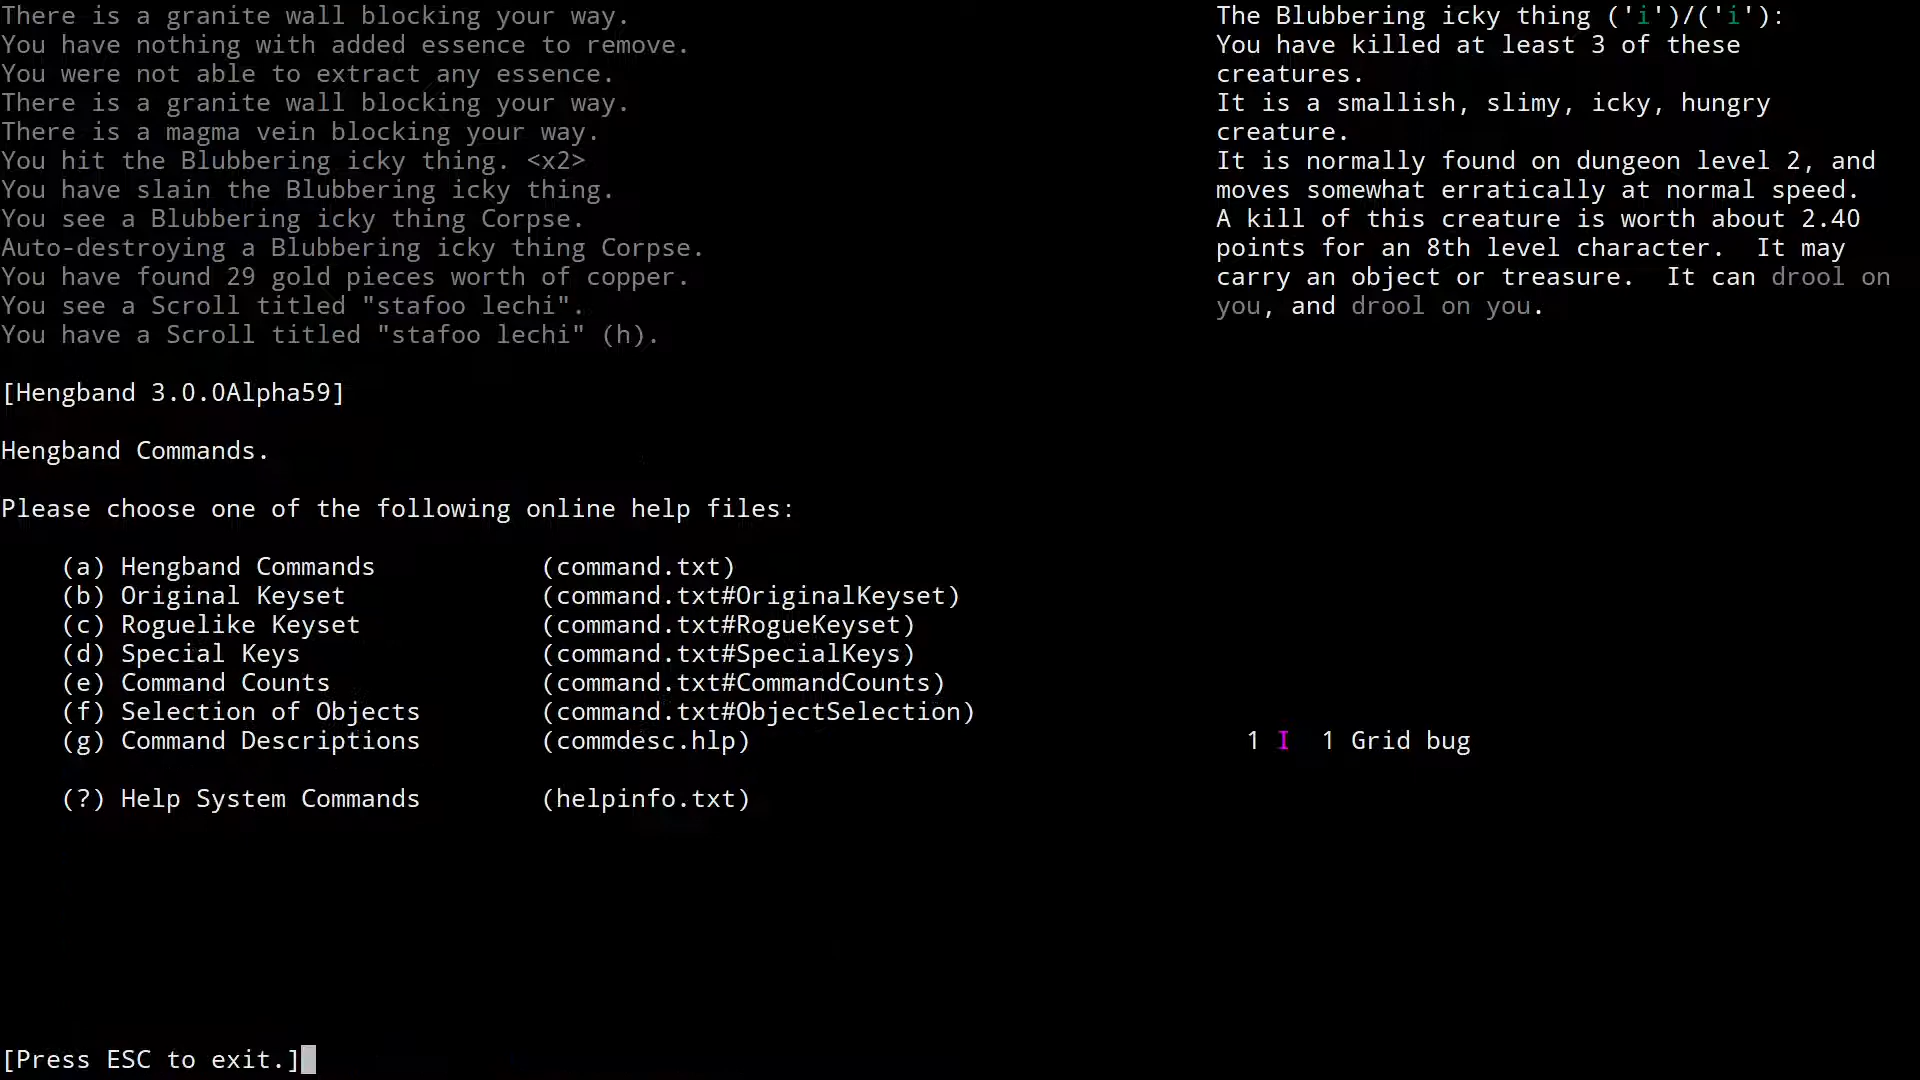 There is a granite wall blocking your way.
You have nothing with added essence to remove.
You were not able to extract any essence.
There is a granite wall blocking your way.
There is a magma vein blocking your way.
You hit the Blubbering icky thing. <x2>
You have slain the Blubbering icky thing.
You see a Blubbering icky thing Corpse.
Auto-destroying a Blubbering icky thing Corpse.
You have found 29 gold pieces worth of copper.
You see a Scroll titled "stafoo lechi".
You have a Scroll titled "stafoo lechi" (h).
[Hengband 3.0.0Alpha59]
Hengband Commands.
Please choose one of the following online help files:
(a) Hengband Commands (command.txt)
(b) Original Keyset (command.txt#OriginalKeyset)
(c) Roguelike Keyset (command.txt#RogueKeyset)
(d) Special Keys (command.txt#SpecialKeys)
(e) Command Counts (command.txt#CommandCounts)
(f) Selection of Objects (command.txt#ObjectSelection)
(g) Command Descriptions (commdesc.hlp)
(?) Help System Commands (helpinfo.txt)
[Press ESC to exit.]
The Blubbering icky thing ('i')/('i'):
You have killed at least 3 of these
creatures.
It is a smallish, slimy, icky, hungry
creature.
It is normally found on dungeon level 2, and
moves somewhat erratically at normal speed.
A kill of this creature is worth about 2.40
points for an 8th level character.  It may
carry an object or treasure.  It can drool on
you, and drool on you.
1 I  1 Grid bug